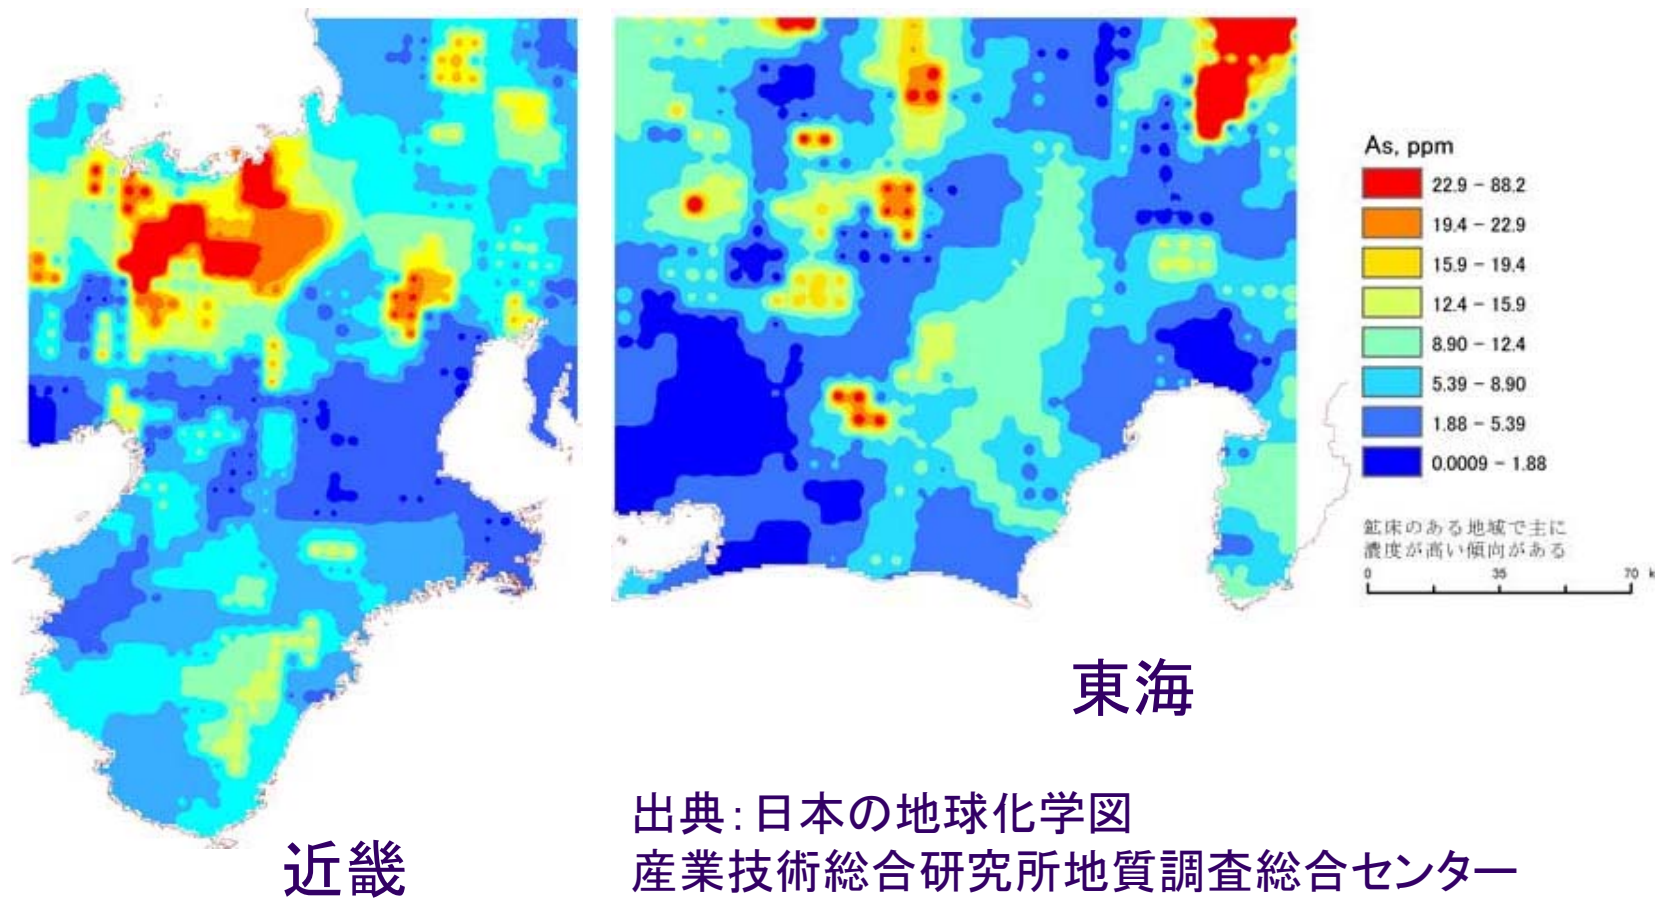 As, ppm
22.9 - 88.2
19.4 - 22.9
15.9 - 19.4
12.4 - 15.9
8.90 - 12.4
5.39 - 8.90
1.88 - 5.39
0.0009 - 1.88
鉱床のある地域で主に
濃度が高い傾向がある
0 35 70 k
東海
近畿
出典：日本の地球化学図
産業技術総合研究所地質調査総合センター